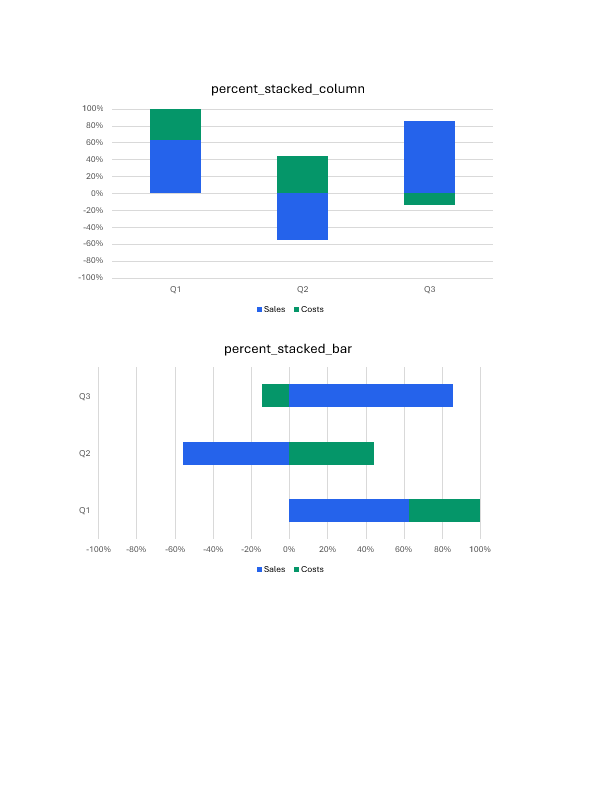 percent_stacked_column
100%
80%
60%
40%
20%
0%
-20%
-40%
-60%
-80%
-100%
Q1 Q2 Q3
Sales Costs
percent_stacked_bar
Q3
Q2
Q1
-100% -80% -60% -40% -20% 0% 20% 40% 60% 80% 100%
Sales Costs